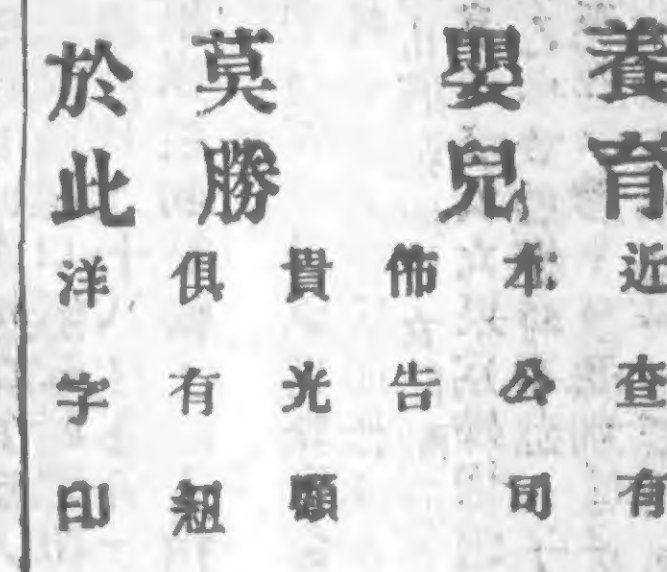 養育
嬰兒
莫勝
於此
近查有
本公司
佈告
貴光顧
俱有紐
洋字印